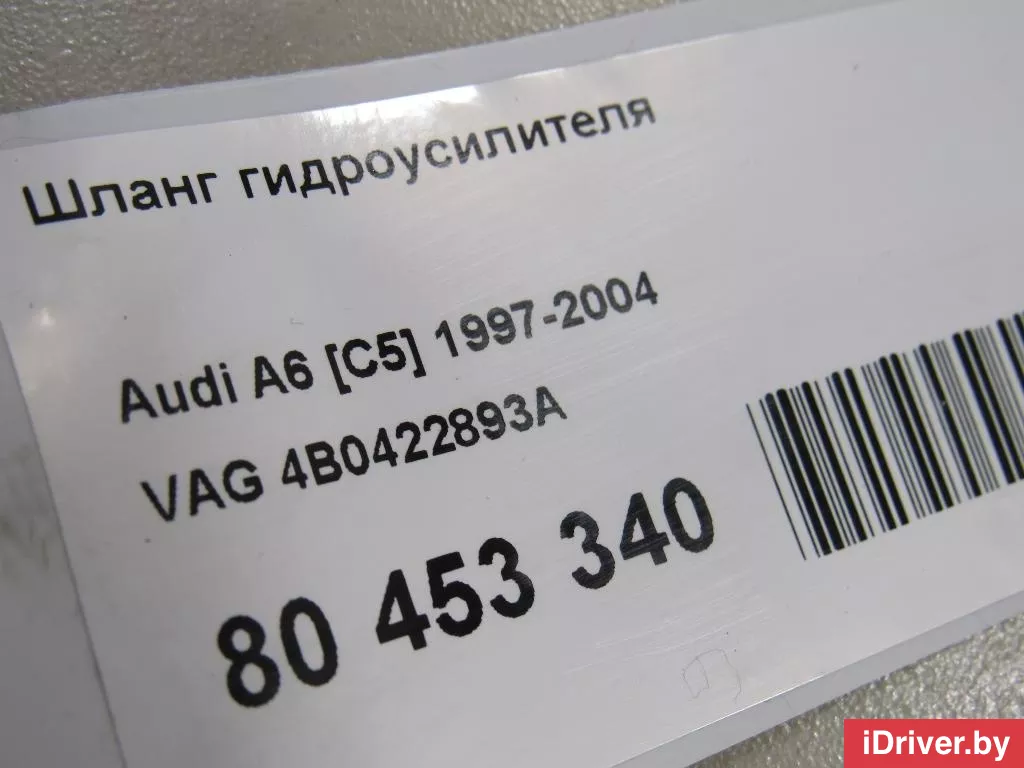 Шланг гидроусилителя
Audi A6 [C5] 1997-2004
VAG 4B0422893A
80 453 340
iDriver.by